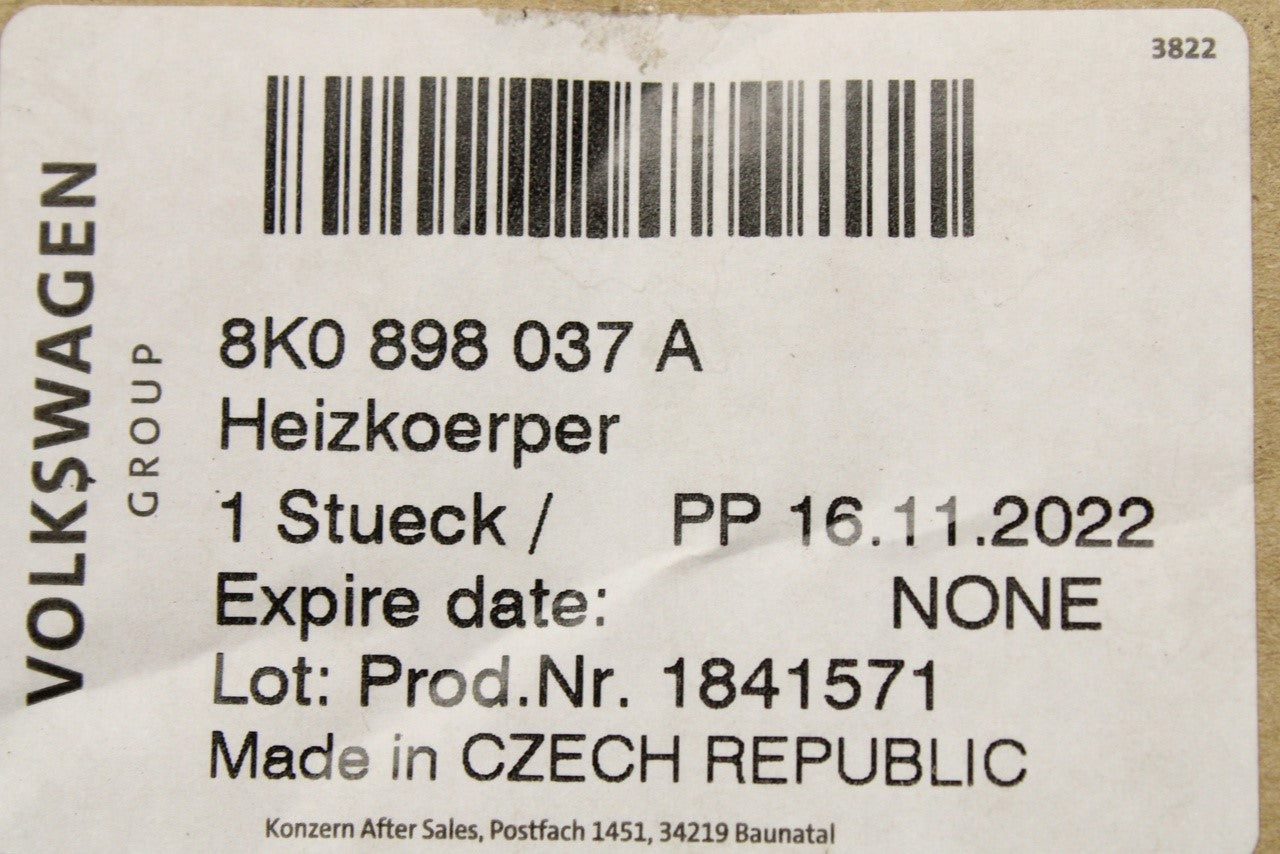 3822
VOLKSWAGEN
GROUP
8K0 898 037 A
Heizkoerper
1 Stueck / PP 16.11.2022
Expire date: NONE
Lot: Prod.Nr. 1841571
Made in CZECH REPUBLIC
Konzern After Sales, Postfach 1451, 34219 Baunatal